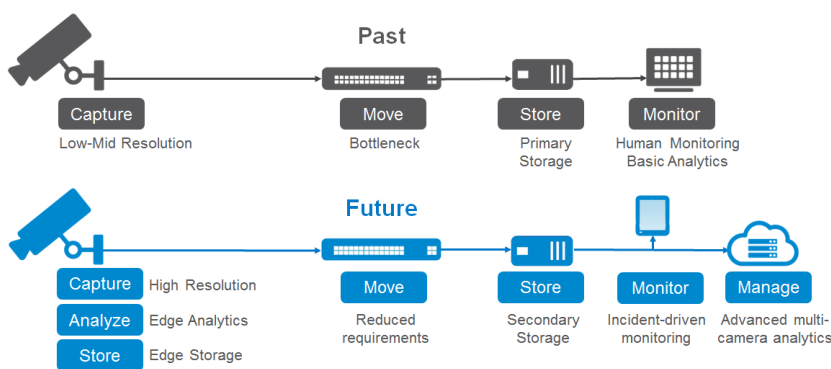 Past
Capture
Move
Store
Monitor
Low-Mid Resolution
Bottleneck
Primary
Storage
Human Monitoring
Basic Analytics
Future
Capture
High Resolution
Analyze
Edge Analytics
Store
Edge Storage
Move
Reduced
requirements
Store
Secondary
Storage
Monitor
Incident-driven
monitoring
Manage
Advanced multi-
camera analytics